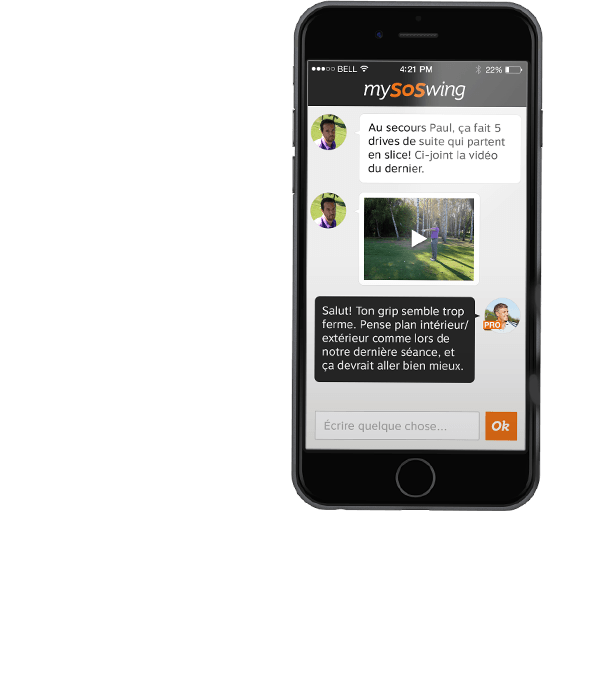 BELL 4:21 PM 22%
mySoSwing
Au secours Paul, ça fait 5
drives de suite qui partent
en slice! Ci-joint la vidéo
du dernier.
Salut! Ton grip semble trop
ferme. Pense plan intérieur/
extérieur comme lors de
notre dernière séance, et
ça devrait aller bien mieux.
PRO
Écrire quelque chose...
Ok